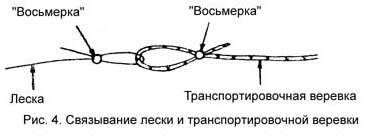 "Восьмерка" "Восьмерка"
Леска Транспортировочная веревка
Рис. 4. Связывание лески и транспортировочной веревки